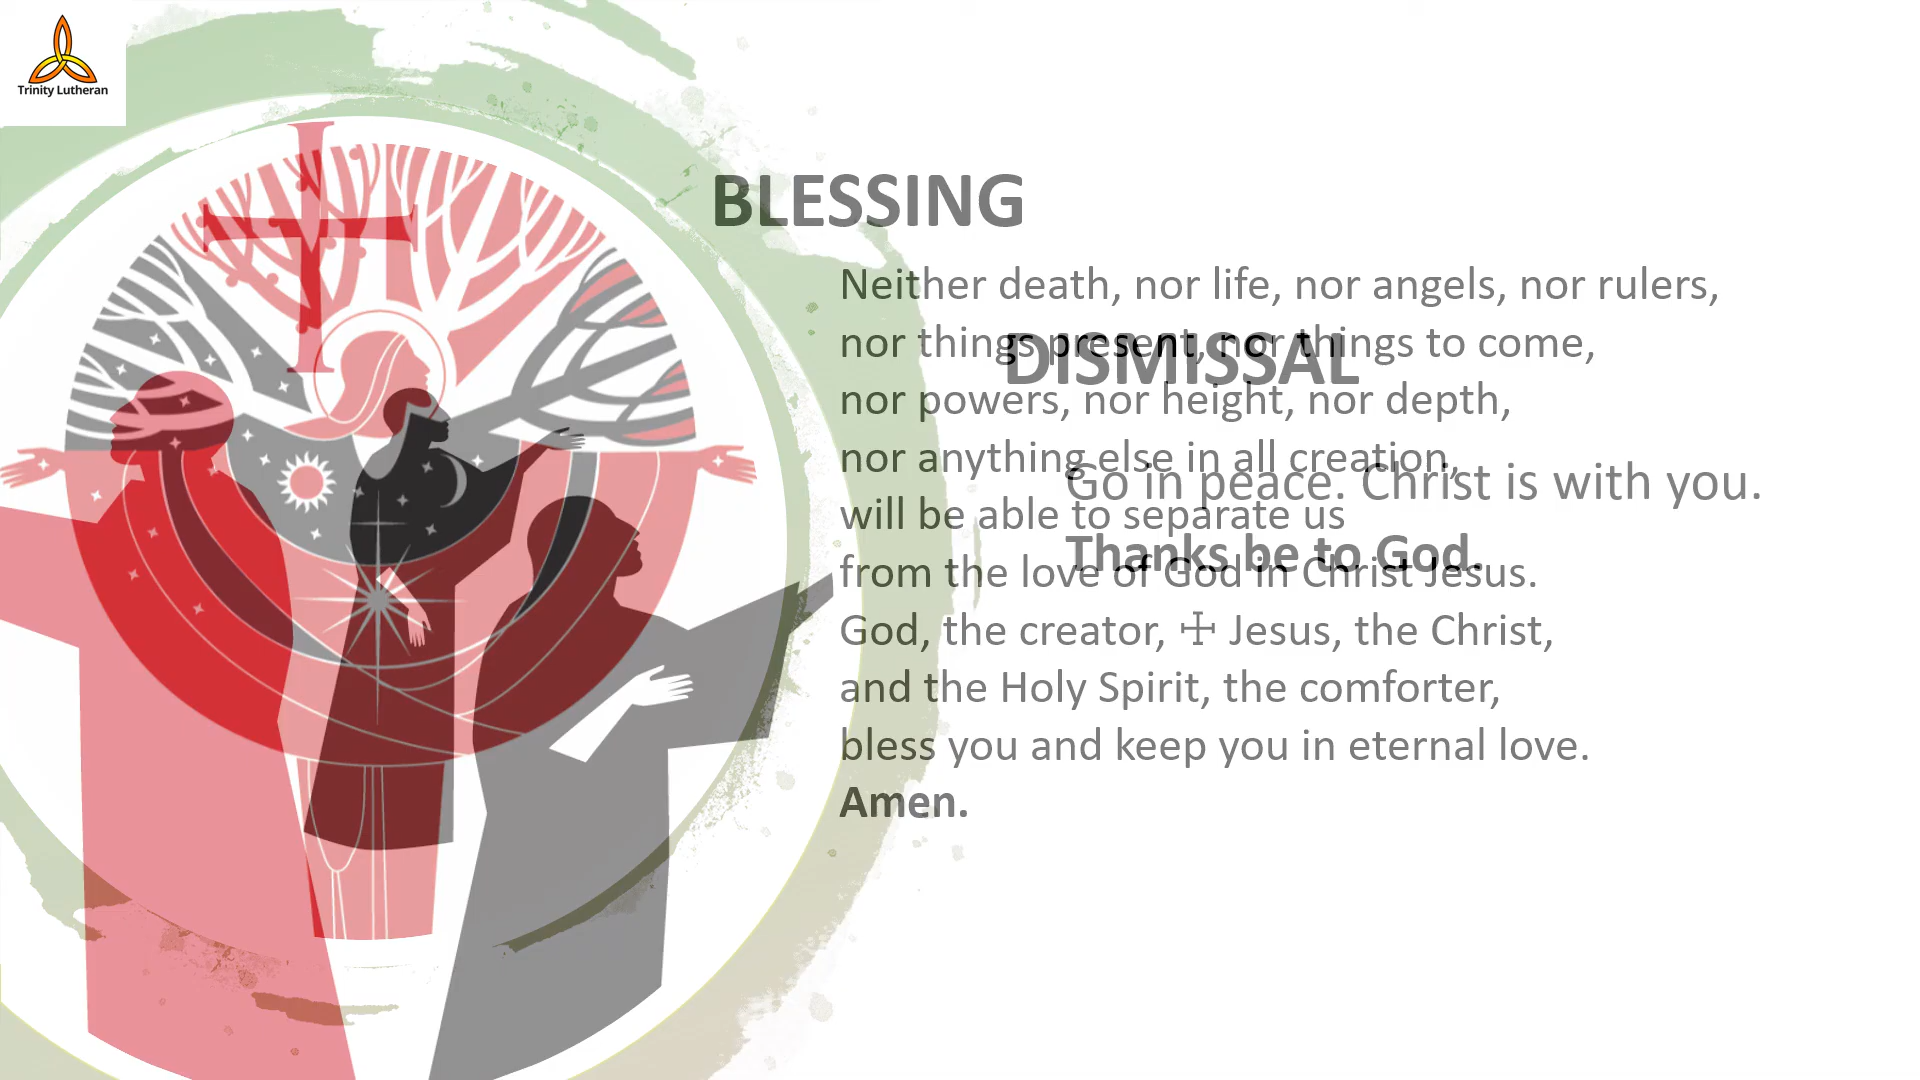 Trinity Lutheran
BLESSING
Neither death, nor life, nor angels, nor rulers,
nor things present, nor things to come,
nor powers, nor height, nor depth,
nor anything else in all creation,
will be able to separate us
from the love of God in Christ Jesus.
God, the creator, ☩ Jesus, the Christ,
and the Holy Spirit, the comforter,
bless you and keep you in eternal love.
Amen.
DISMISSAL
Go in peace. Christ is with you.
Thanks be to God.